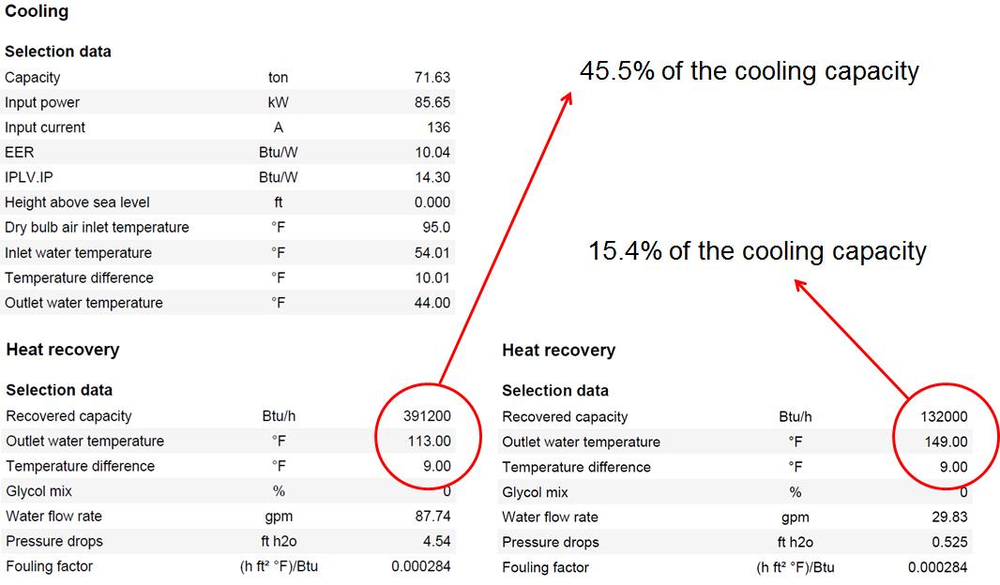 Cooling
Selection data
Capacity ton 71.63
Input power kW 85.65
Input current A 136
EER Btu/W 10.04
IPLV.IP Btu/W 14.30
Height above sea level ft 0.000
Dry bulb air inlet temperature °F 95.0
Inlet water temperature °F 54.01
Temperature difference °F 10.01
Outlet water temperature °F 44.00
45.5% of the cooling capacity
15.4% of the cooling capacity
Heat recovery
Selection data
Recovered capacity Btu/h 391200
Outlet water temperature °F 113.00
Temperature difference °F 9.00
Glycol mix % 0
Water flow rate gpm 87.74
Pressure drops ft h2o 4.54
Fouling factor (h ft² °F)/Btu 0.000284
Heat recovery
Selection data
Recovered capacity Btu/h 132000
Outlet water temperature °F 149.00
Temperature difference °F 9.00
Glycol mix % 0
Water flow rate gpm 29.83
Pressure drops ft h2o 0.525
Fouling factor (h ft² °F)/Btu 0.000284